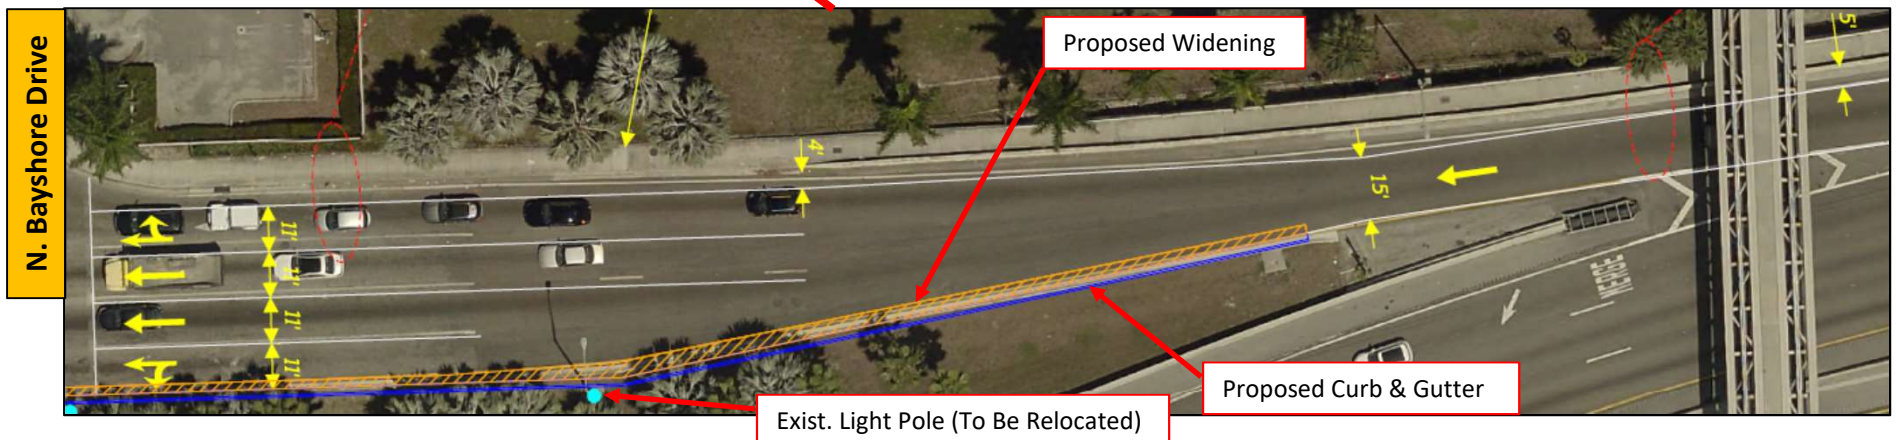 N. Bayshore Drive
Proposed Widening
5'
4'
15'
11'
11'
11'
11'
MERGE
Proposed Curb & Gutter
Exist. Light Pole (To Be Relocated)